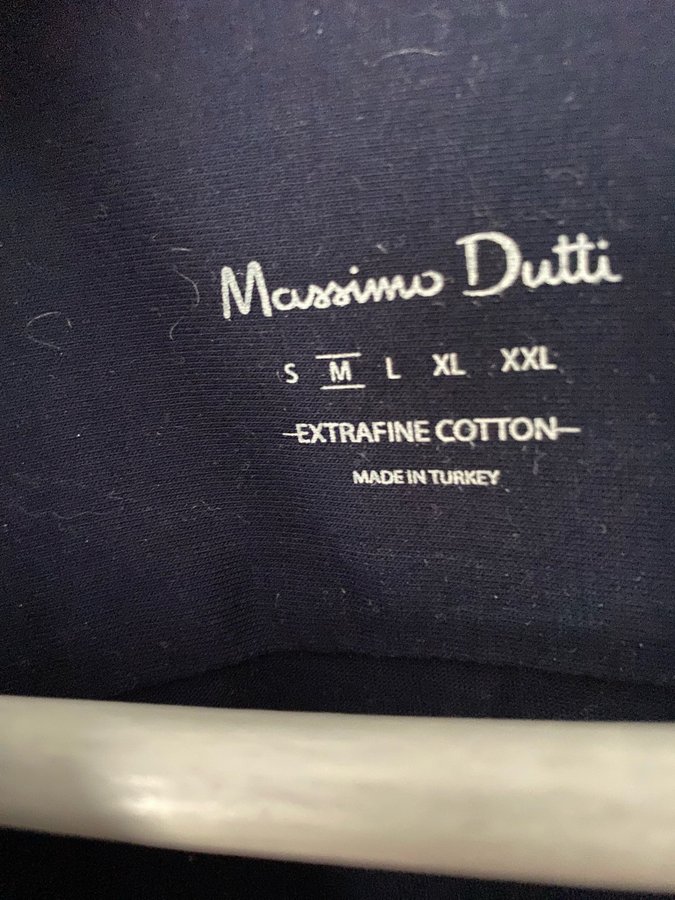 Massimo Dutti
S M L XL XXL
EXTRAFINE COTTON
MADE IN TURKEY